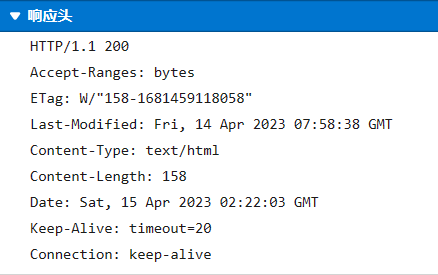 响应头
HTTP/1.1 200
Accept-Ranges: bytes
ETag: W/"158-1681459118058"
Last-Modified: Fri, 14 Apr 2023 07:58:38 GMT
Content-Type: text/html
Content-Length: 158
Date: Sat, 15 Apr 2023 02:22:03 GMT
Keep-Alive: timeout=20
Connection: keep-alive